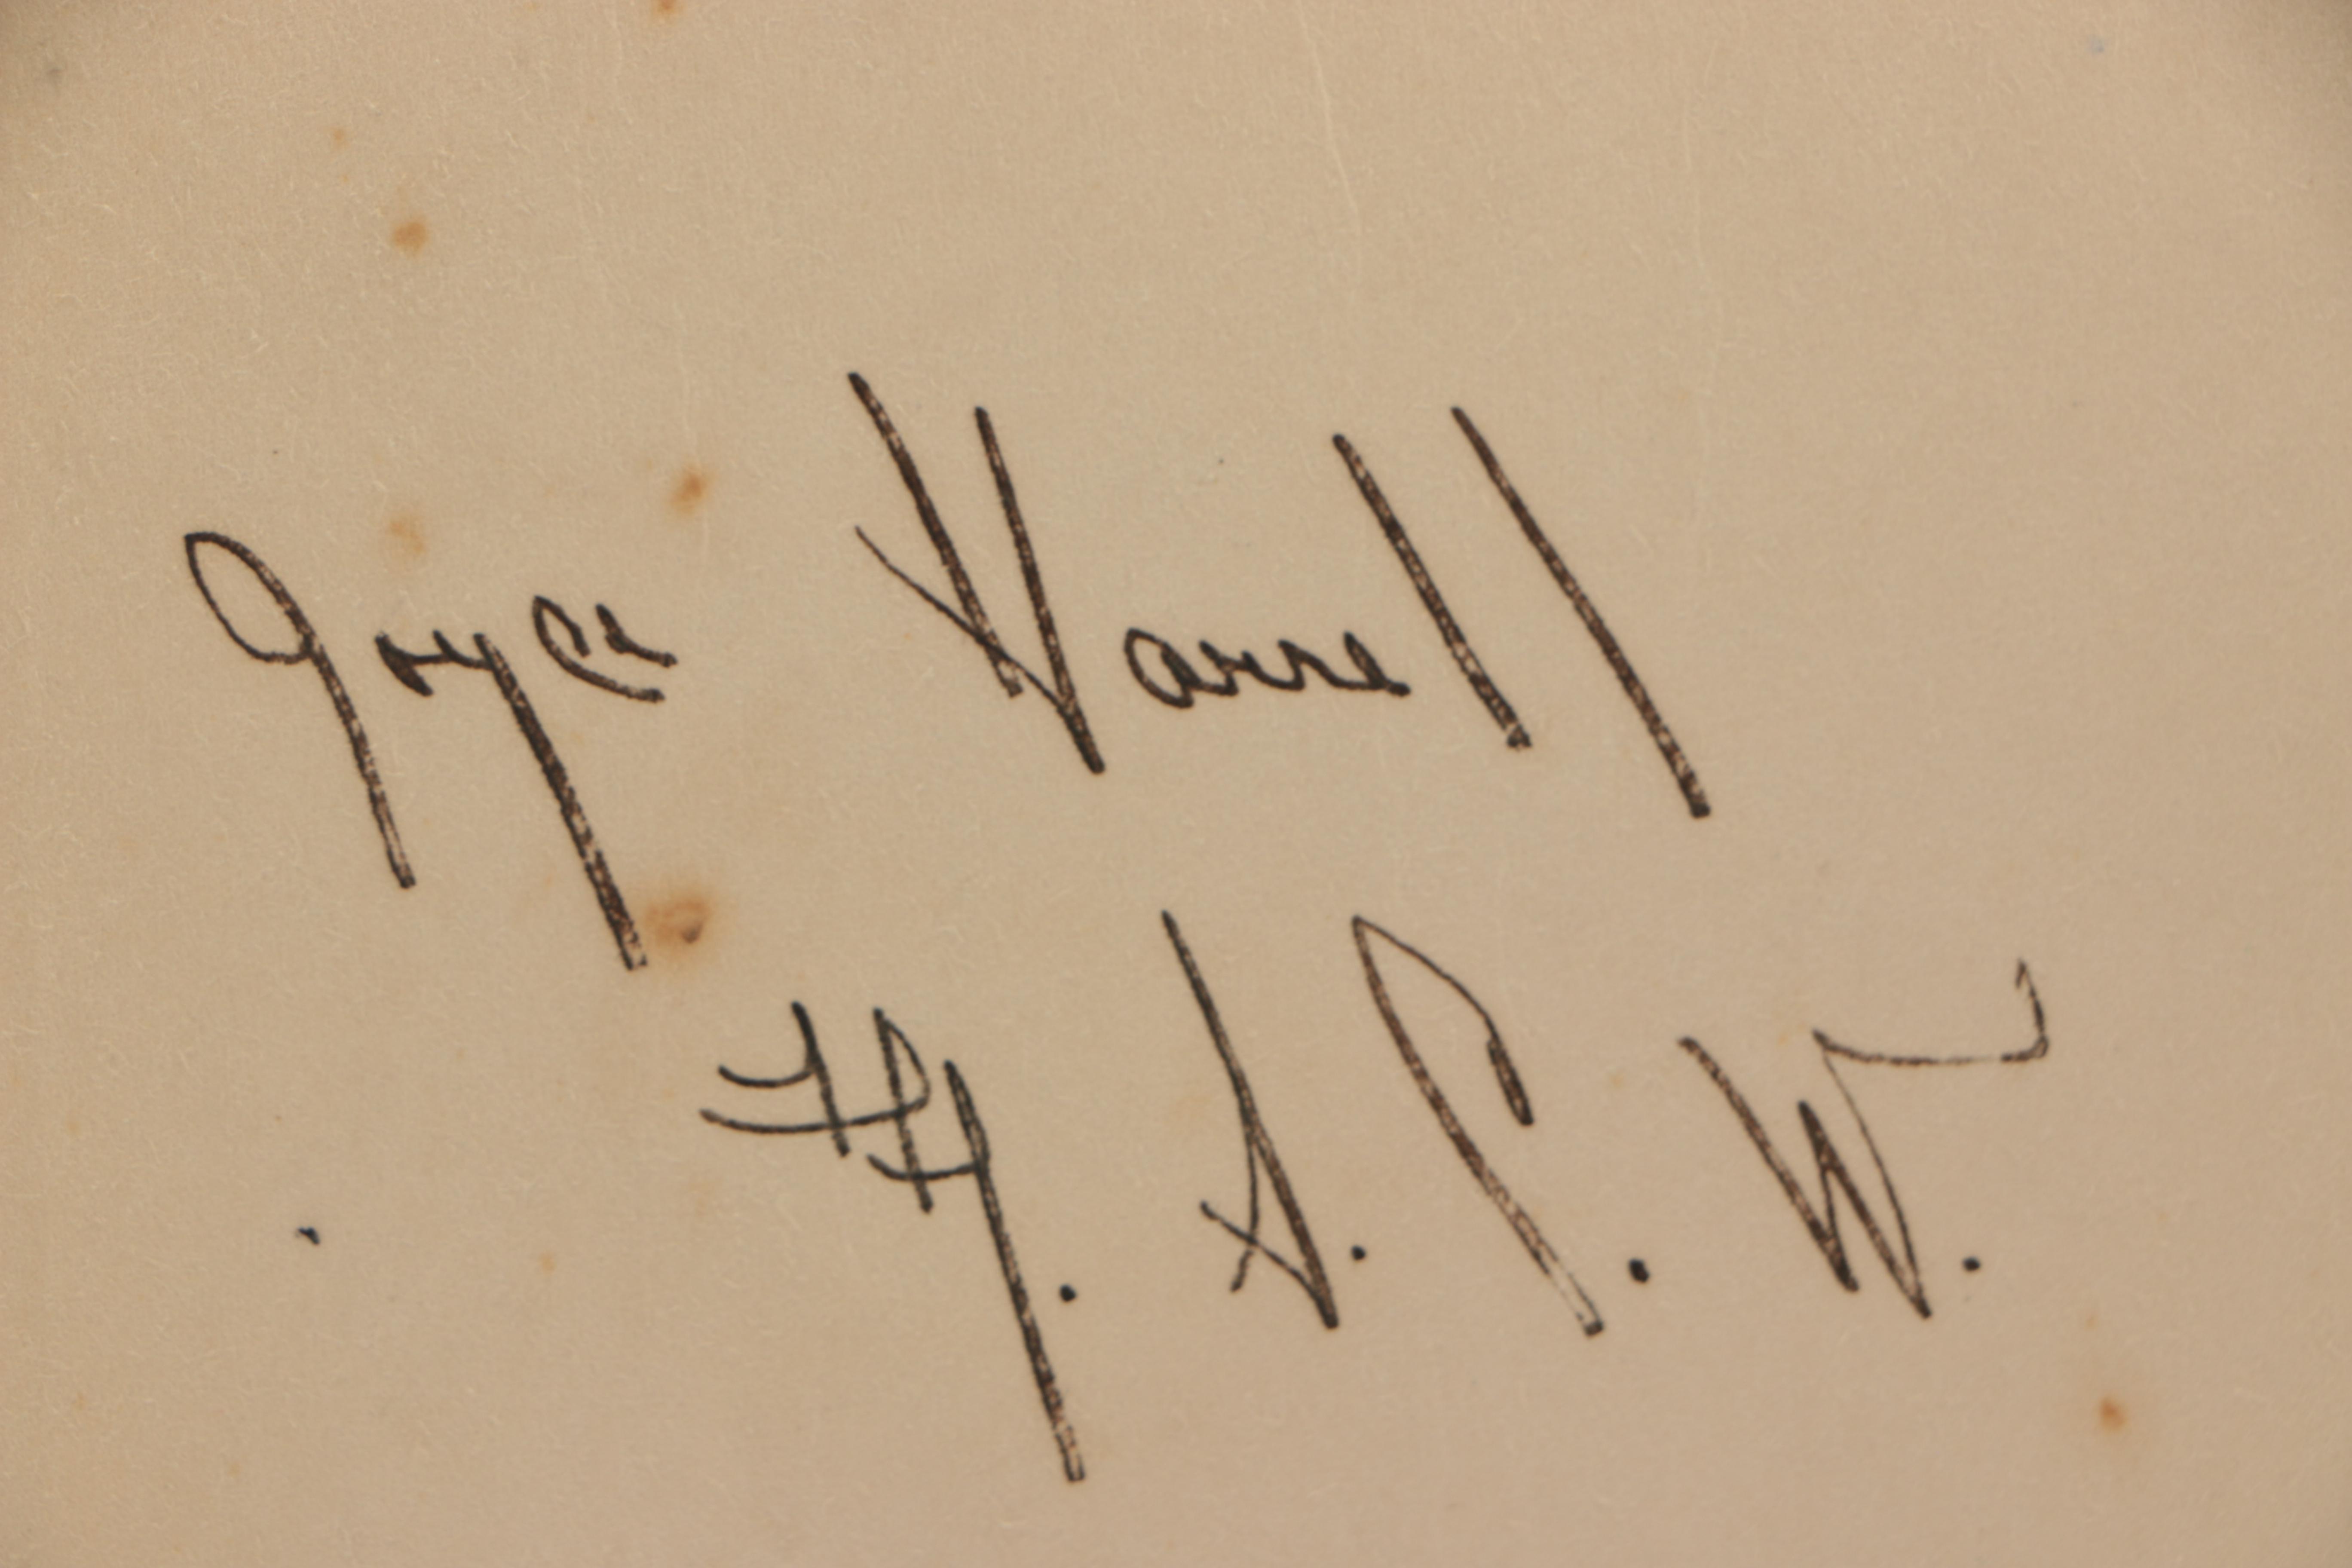 Joyce Harrell
A. P. W.